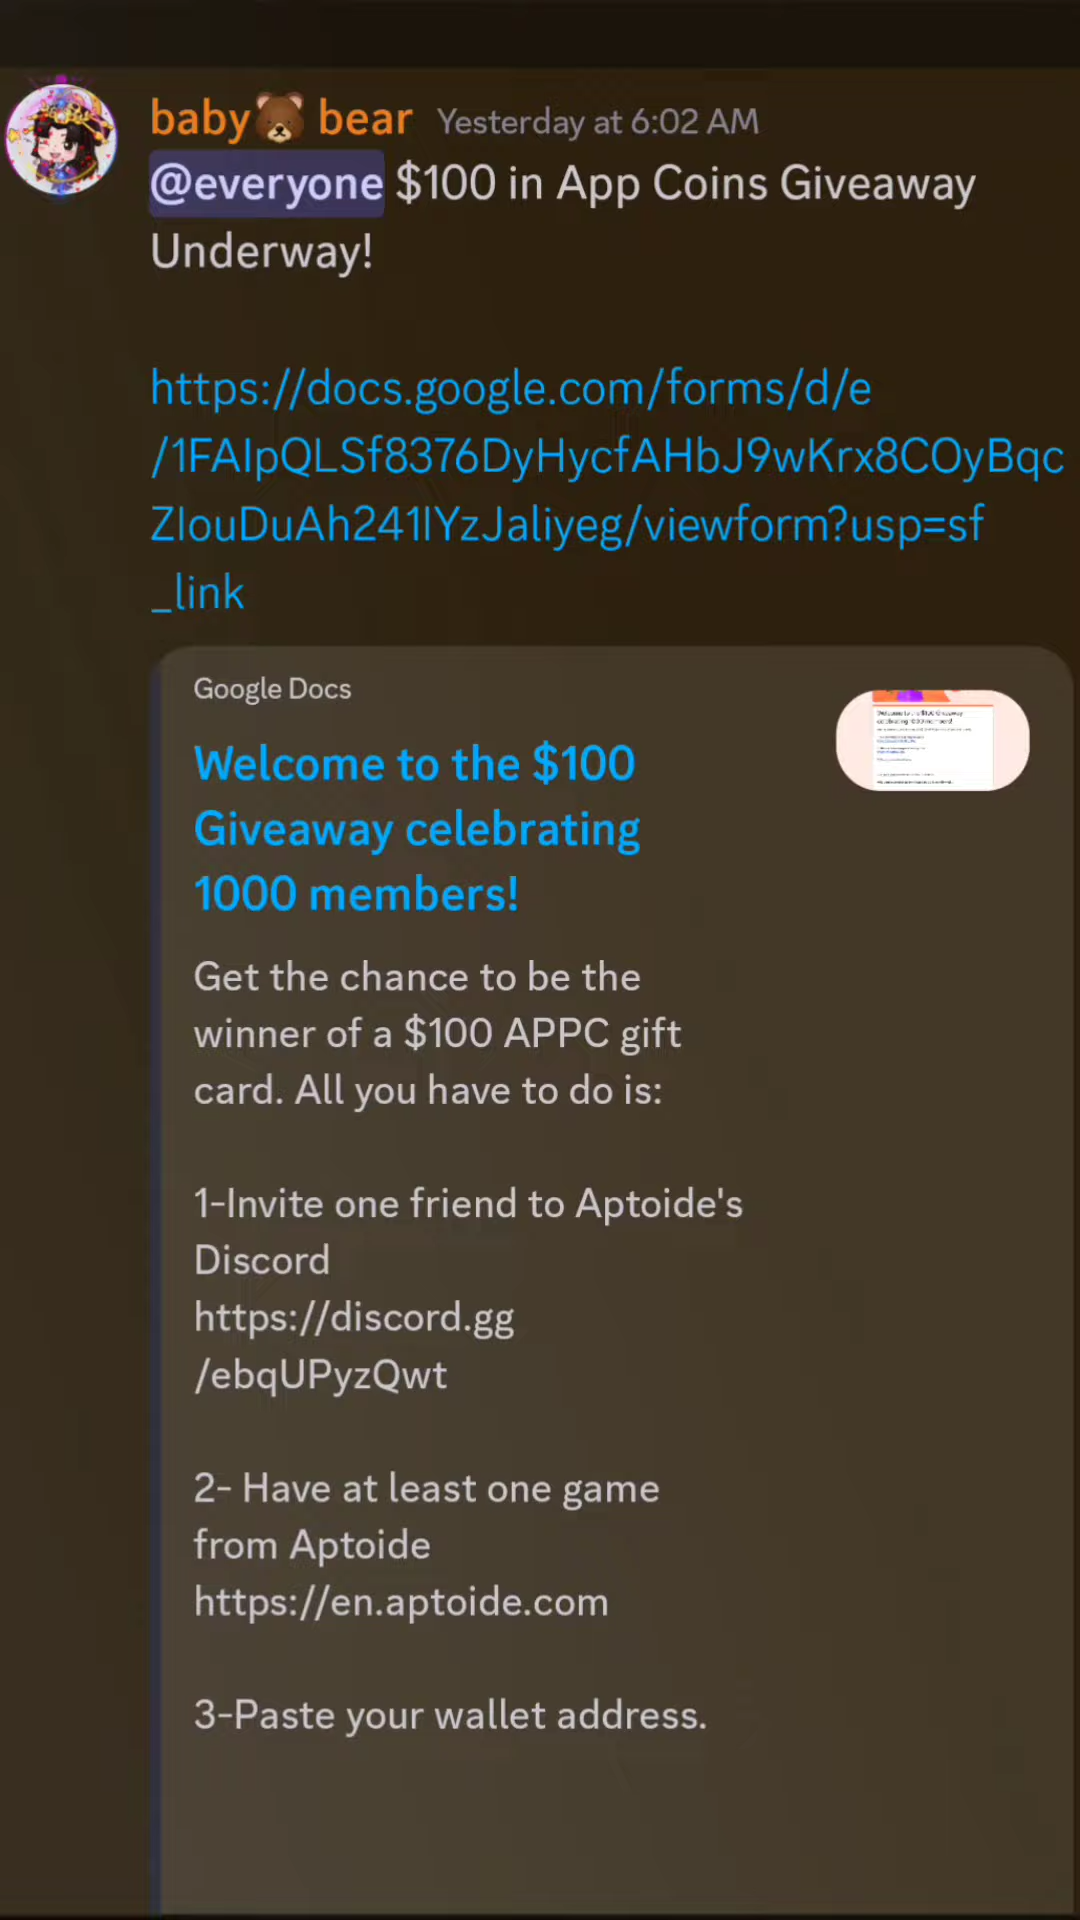 baby🐻 bear Yesterday at 6:02 AM
@everyone $100 in App Coins Giveaway
Underway!
https://docs.google.com/forms/d/e
/1FAIpQLSf8376DyHycfAHbJ9wKrx8COyBqc
ZIouDuAh241IYzJaliyeg/viewform?usp=sf
_link
Google Docs
Welcome to the $100
Giveaway celebrating
1000 members!
Get the chance to be the
winner of a $100 APPC gift
card. All you have to do is:
1-Invite one friend to Aptoide's
Discord
https://discord.gg
/ebqUPyzQwt
2- Have at least one game
from Aptoide
https://en.aptoide.com
3-Paste your wallet address.